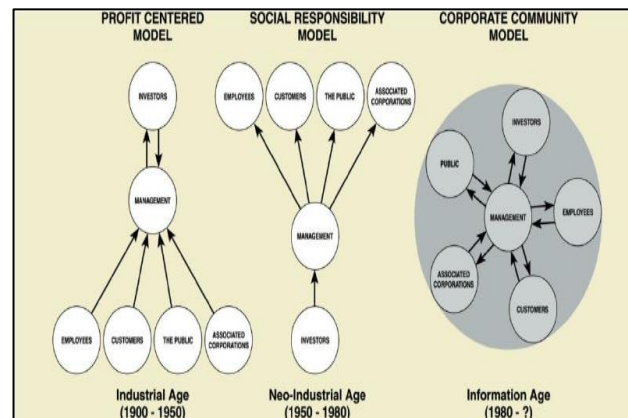 PROFIT CENTERED
MODEL
INVESTORS
MANAGEMENT
EMPLOYEES
CUSTOMERS
THE PUBLIC
ASSOCIATED
CORPORATIONS
Industrial Age
(1900 - 1950)
SOCIAL RESPONSIBILITY
MODEL
EMPLOYEES
CUSTOMERS
THE PUBLIC
ASSOCIATED
CORPORATIONS
MANAGEMENT
INVESTORS
Neo-Industrial Age
(1950 - 1980)
CORPORATE COMMUNITY
MODEL
INVESTORS
PUBLIC
MANAGEMENT
EMPLOYEES
ASSOCIATED
CORPORATIONS
CUSTOMERS
Information Age
(1980 - ?)